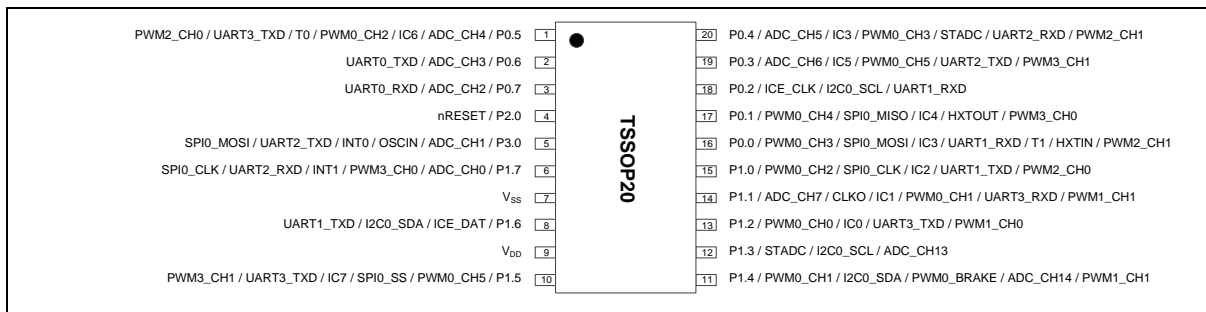 PWM2_CH0 / UART3_TXD / T0 / PWM0_CH2 / IC6 / ADC_CH4 / P0.5 1
UART0_TXD / ADC_CH3 / P0.6 2
UART0_RXD / ADC_CH2 / P0.7 3
nRESET / P2.0 4
SPI0_MOSI / UART2_TXD / INT0 / OSCIN / ADC_CH1 / P3.0 5
SPI0_CLK / UART2_RXD / INT1 / PWM3_CH0 / ADC_CH0 / P1.7 6
VSS 7
UART1_TXD / I2C0_SDA / ICE_DAT / P1.6 8
VDD 9
PWM3_CH1 / UART3_TXD / IC7 / SPI0_SS / PWM0_CH5 / P1.5 10
TSSOP20
20 P0.4 / ADC_CH5 / IC3 / PWM0_CH3 / STADC / UART2_RXD / PWM2_CH1
19 P0.3 / ADC_CH6 / IC5 / PWM0_CH5 / UART2_TXD / PWM3_CH1
18 P0.2 / ICE_CLK / I2C0_SCL / UART1_RXD
17 P0.1 / PWM0_CH4 / SPI0_MISO / IC4 / HXTOUT / PWM3_CH0
16 P0.0 / PWM0_CH3 / SPI0_MOSI / IC3 / UART1_RXD / T1 / HXTIN / PWM2_CH1
15 P1.0 / PWM0_CH2 / SPI0_CLK / IC2 / UART1_TXD / PWM2_CH0
14 P1.1 / ADC_CH7 / CLKO / IC1 / PWM0_CH1 / UART3_RXD / PWM1_CH1
13 P1.2 / PWM0_CH0 / IC0 / UART3_TXD / PWM1_CH0
12 P1.3 / STADC / I2C0_SCL / ADC_CH13
11 P1.4 / PWM0_CH1 / I2C0_SDA / PWM0_BRAKE / ADC_CH14 / PWM1_CH1